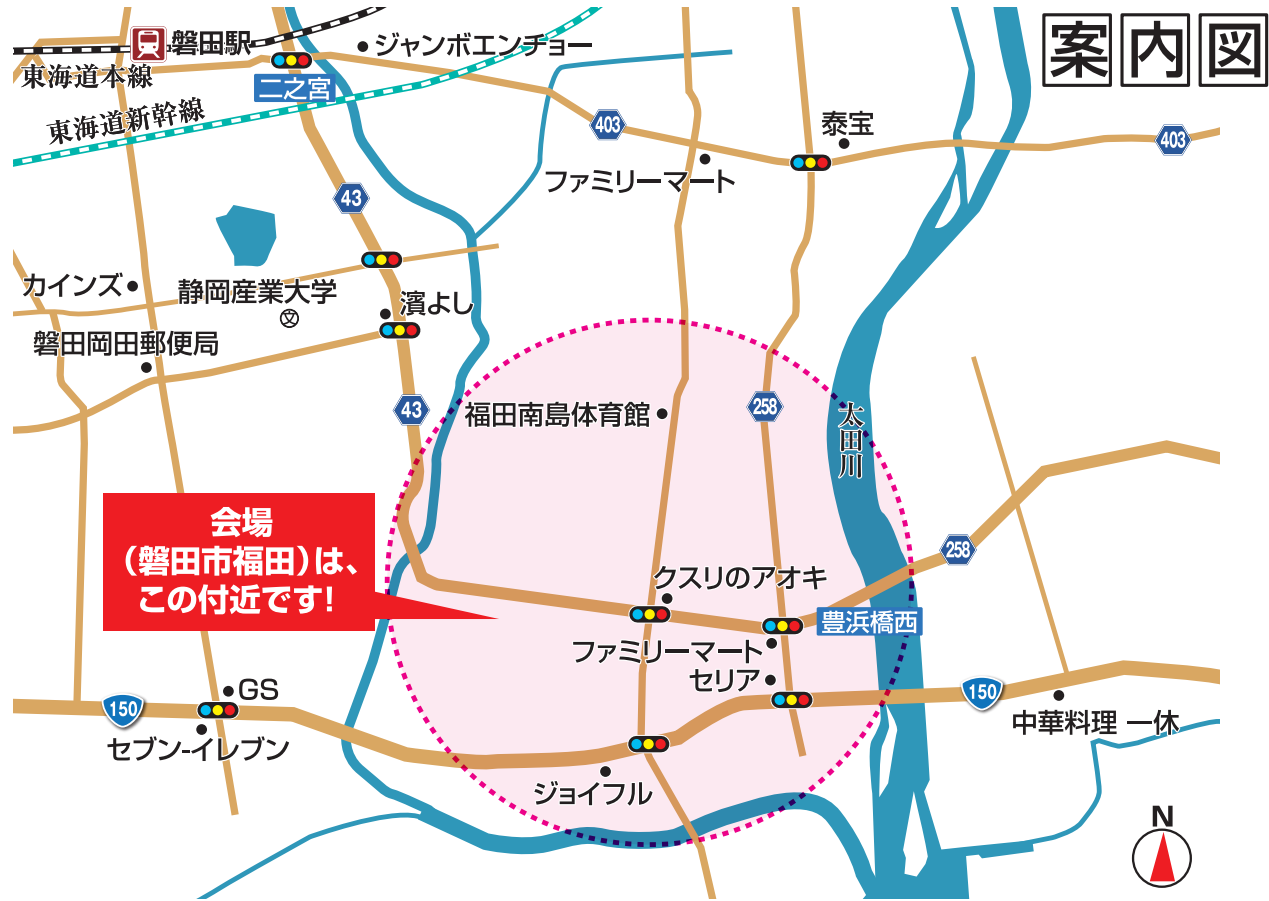 案内図
磐田駅
ジャンボエンチョー
東海道本線
二之宮
東海道新幹線
403
泰宝
403
ファミリーマート
43
カインズ
静岡産業大学
文
濱よし
磐田岡田郵便局
43
福田南島体育館
258
太田川
会場
（磐田市福田）は、
この付近です!
258
クスリのアオキ
豊浜橋西
ファミリーマート
セリア
GS
150
150
セブン-イレブン
中華料理 一休
ジョイフル
N